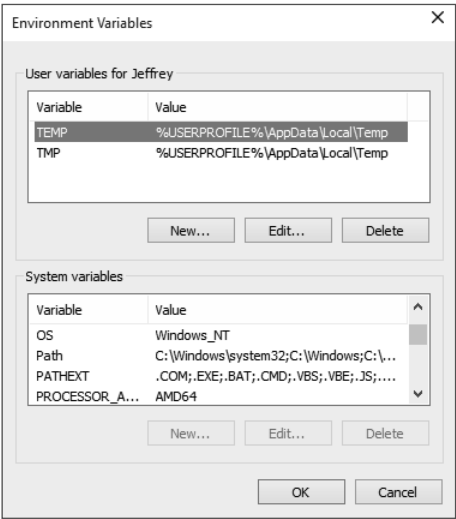 Environment Variables
User variables for Jeffrey
Variable Value
TEMP %USERPROFILE%\AppData\Local\Temp
TMP %USERPROFILE%\AppData\Local\Temp
New... Edit... Delete
System variables
Variable Value
OS Windows_NT
Path C:\Windows\system32;C:\Windows;C:\...
PATHEXT .COM;.EXE;.BAT;.CMD;.VBS;.VBE;.JS;....
PROCESSOR_A... AMD64
New... Edit... Delete
OK Cancel